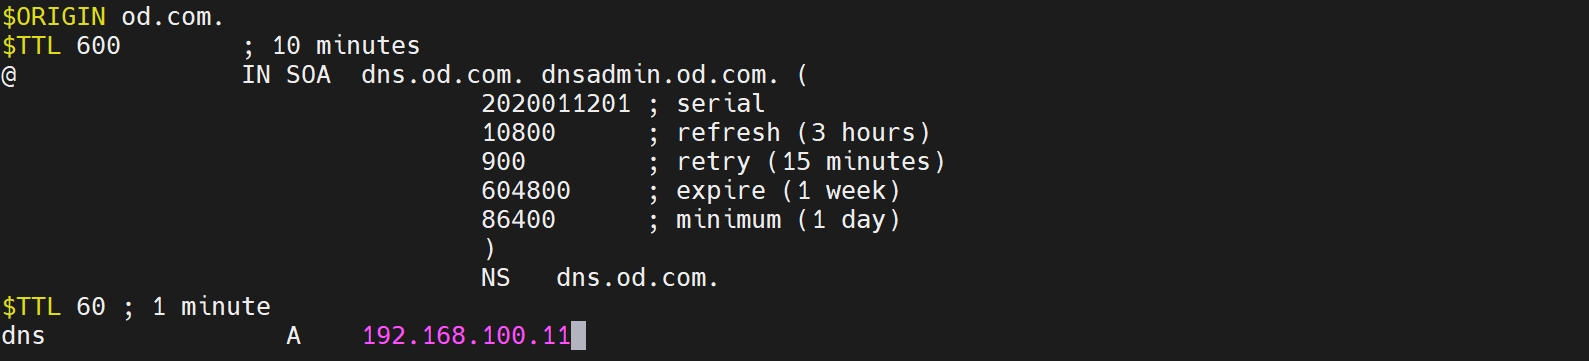 $ORIGIN od.com.
$TTL 600        ; 10 minutes
@               IN SOA  dns.od.com. dnsadmin.od.com. (
                                2020011201 ; serial
                                10800      ; refresh (3 hours)
                                900        ; retry (15 minutes)
                                604800     ; expire (1 week)
                                86400      ; minimum (1 day)
                                )
                                NS   dns.od.com.
$TTL 60 ; 1 minute
dns                A    192.168.100.11